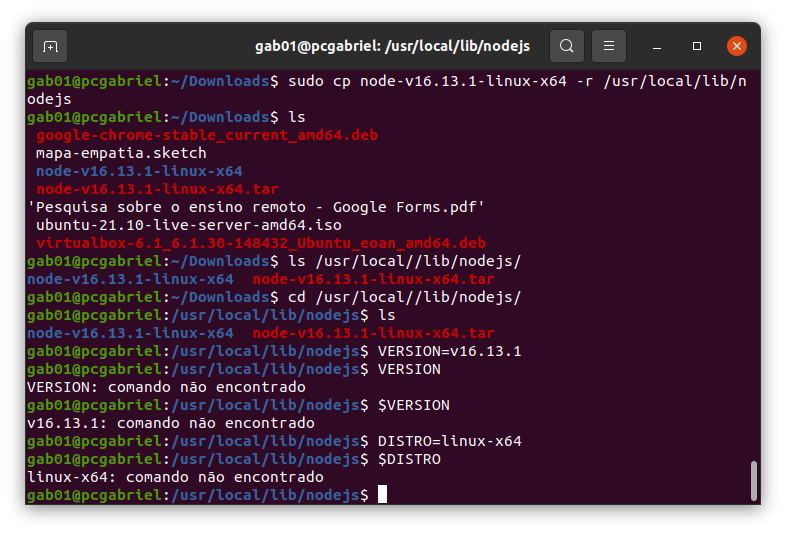 gab01@pcgabriel: /usr/local/lib/nodejs
gab01@pcgabriel:~/Downloads$ sudo cp node-v16.13.1-linux-x64 -r /usr/local/lib/n
odejs
gab01@pcgabriel:~/Downloads$ ls
google-chrome-stable_current_amd64.deb
mapa-empatia.sketch
node-v16.13.1-linux-x64
node-v16.13.1-linux-x64.tar
'Pesquisa sobre o ensino remoto - Google Forms.pdf'
ubuntu-21.10-live-server-amd64.iso
virtualbox-6.1_6.1.30-148432_Ubuntu_eoan_amd64.deb
gab01@pcgabriel:~/Downloads$ ls /usr/local//lib/nodejs/
node-v16.13.1-linux-x64  node-v16.13.1-linux-x64.tar
gab01@pcgabriel:~/Downloads$ cd /usr/local//lib/nodejs/
gab01@pcgabriel:/usr/local/lib/nodejs$ ls
node-v16.13.1-linux-x64  node-v16.13.1-linux-x64.tar
gab01@pcgabriel:/usr/local/lib/nodejs$ VERSION=v16.13.1
gab01@pcgabriel:/usr/local/lib/nodejs$ VERSION
VERSION: comando não encontrado
gab01@pcgabriel:/usr/local/lib/nodejs$ $VERSION
v16.13.1: comando não encontrado
gab01@pcgabriel:/usr/local/lib/nodejs$ DISTRO=linux-x64
gab01@pcgabriel:/usr/local/lib/nodejs$ $DISTRO
linux-x64: comando não encontrado
gab01@pcgabriel:/usr/local/lib/nodejs$